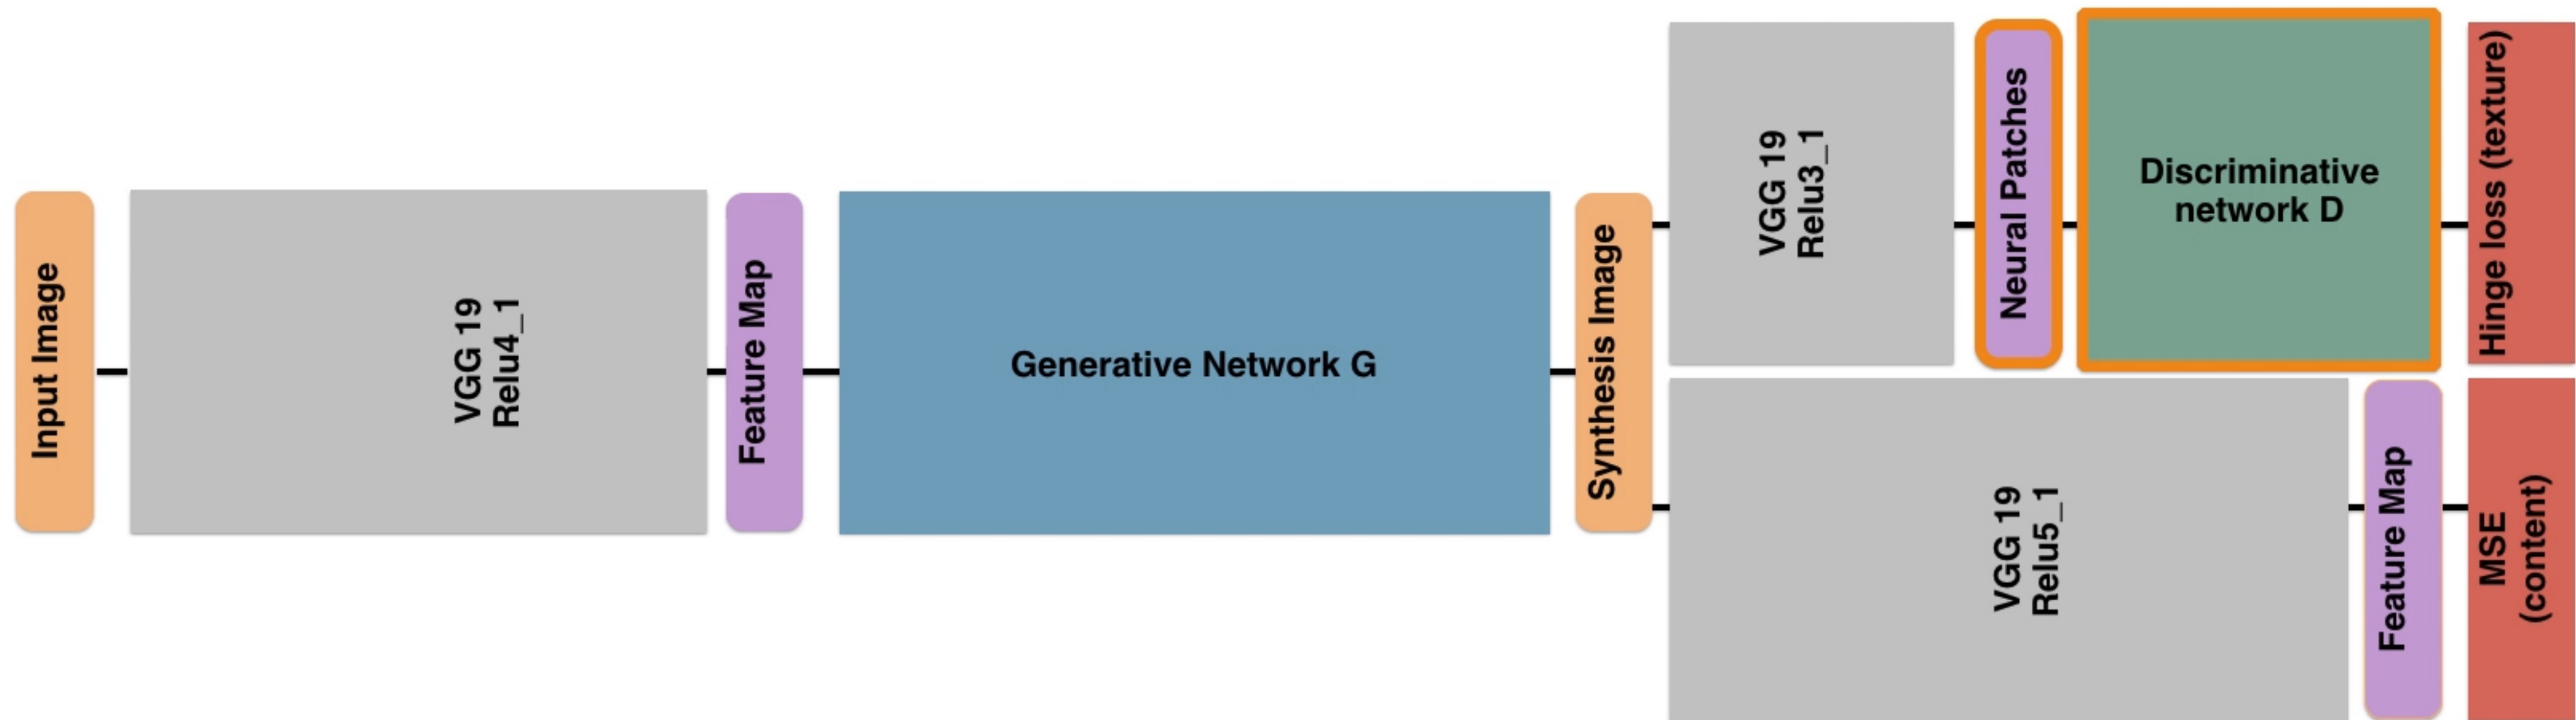 Input Image
VGG 19
Relu4_1
Feature Map
Generative Network G
Synthesis Image
VGG 19
Relu3_1
Neural Patches
Discriminative
network D
Hinge loss (texture)
VGG 19
Relu5_1
Feature Map
MSE
(content)